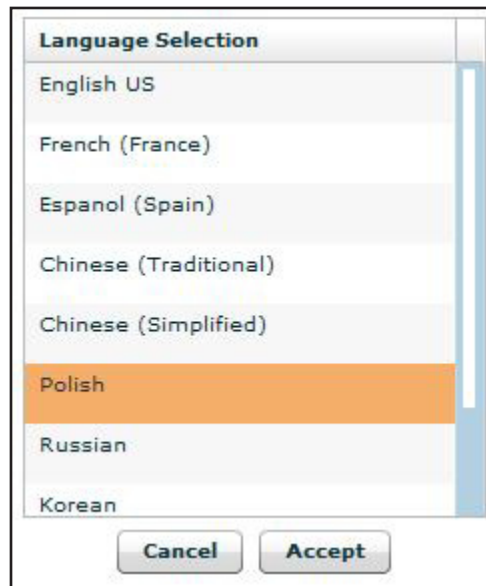 Language Selection
English US
French (France)
Espanol (Spain)
Chinese (Traditional)
Chinese (Simplified)
Polish
Russian
Korean
Cancel Accept